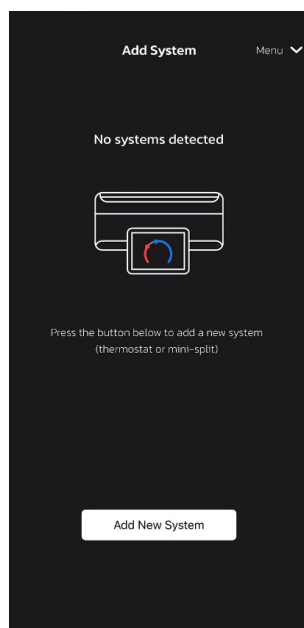 Add System
Menu
No systems detected
Press the button below to add a new system
(thermostat or mini-split)
Add New System